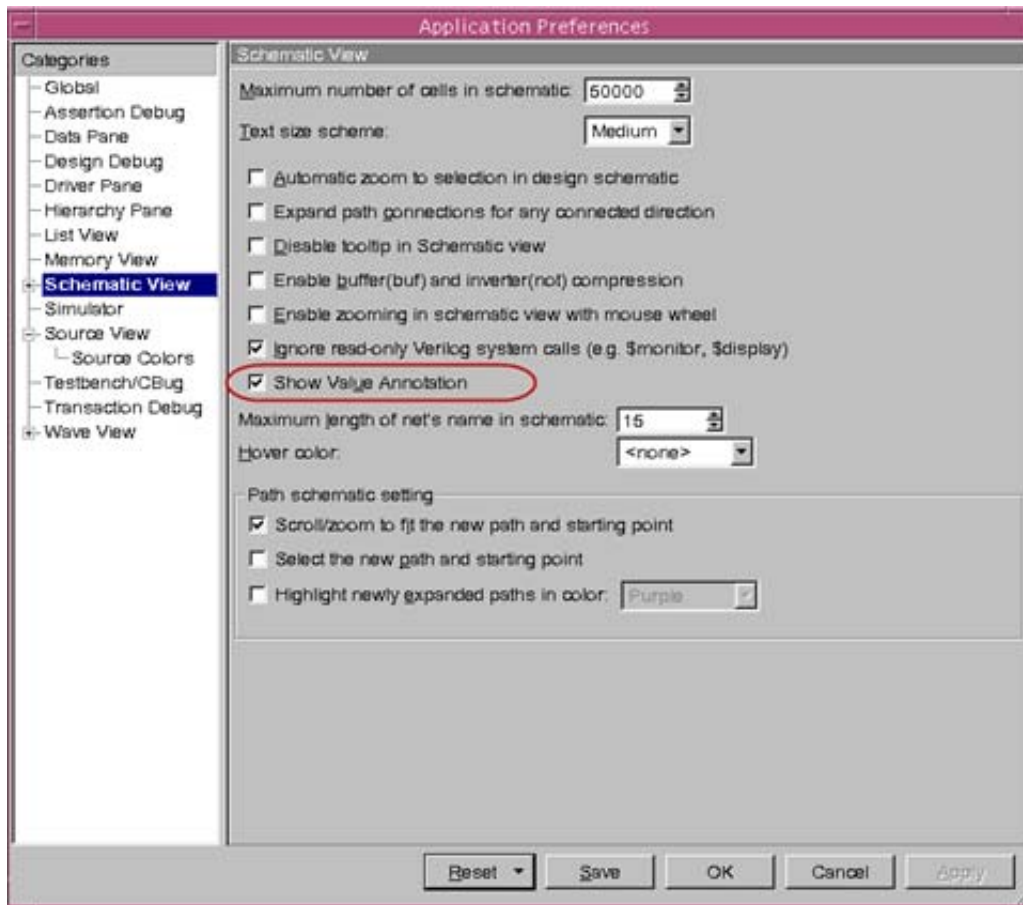 Application Preferences
Categories
Global
Assertion Debug
Data Pane
Design Debug
Driver Pane
Hierarchy Pane
List View
Memory View
Schematic View
Simulator
Source View
Source Colors
Testbench/CBug
Transaction Debug
Wave View
Schematic View
Maximum number of cells in schematic: 50000
Text size scheme: Medium
Automatic zoom to selection in design schematic
Expand path connections for any connected direction
Disable tooltip in Schematic view
Enable buffer(buf) and inverter(not) compression
Enable zooming in schematic view with mouse wheel
Ignore read-only Verilog system calls (e.g. $monitor, $display)
Show Value Annotation
Maximum length of net's name in schematic: 15
Hover color: <none>
Path schematic setting
Scroll/zoom to fit the new path and starting point
Select the new path and starting point
Highlight newly expanded paths in color: Purple
Reset Save OK Cancel Apply